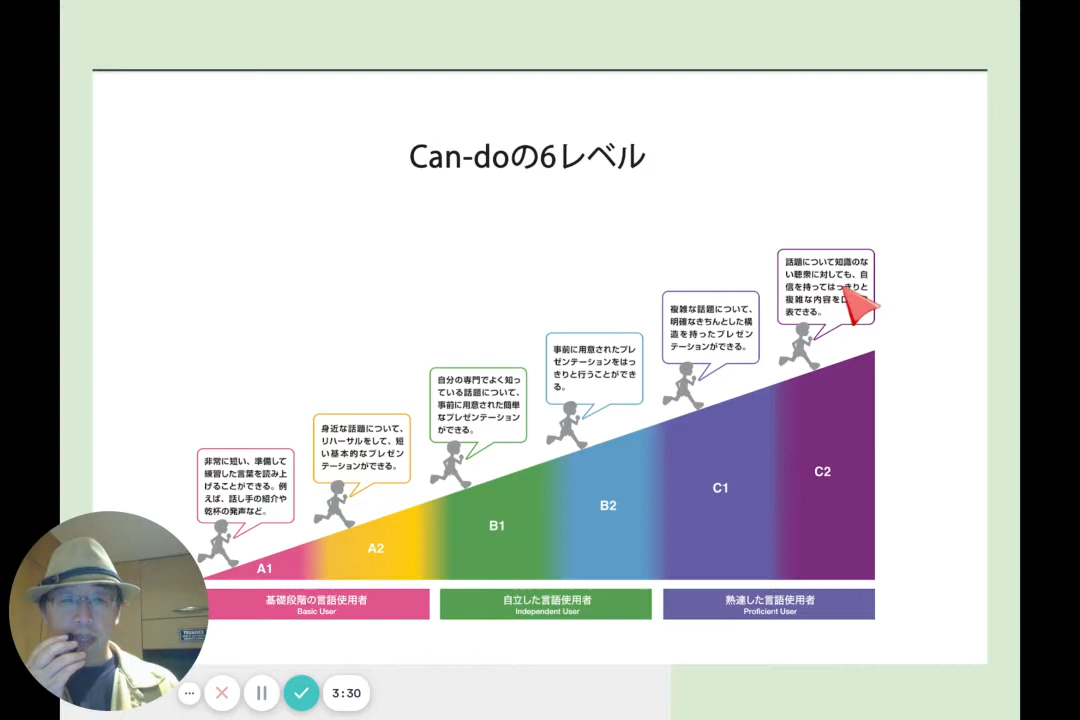 Can-doの6レベル
非常に短い、準備して
練習した言葉を読み上
げることができる。例
えば、話し手の紹介や
乾杯の発声など。
身近な話題について、
リハーサルをして、短
い基本的なプレゼン
テーションができる。
自分の専門でよく知っ
ている話題について、
事前に用意された簡単
なプレゼンテーション
ができる。
事前に用意されたプレ
ゼンテーションをはっ
きりと行うことができ
る。
複雑な話題について、
明確なきちんとした構
造を持ったプレゼン
テーションができる。
話題について知識のな
い聴衆に対しても、自
信を持ってはっきりと
複雑な内容を
表できる。
A1
A2
B1
B2
C1
C2
基礎段階の言語使用者
Basic User
自立した言語使用者
Independent User
熟達した言語使用者
Proficient User
3:30